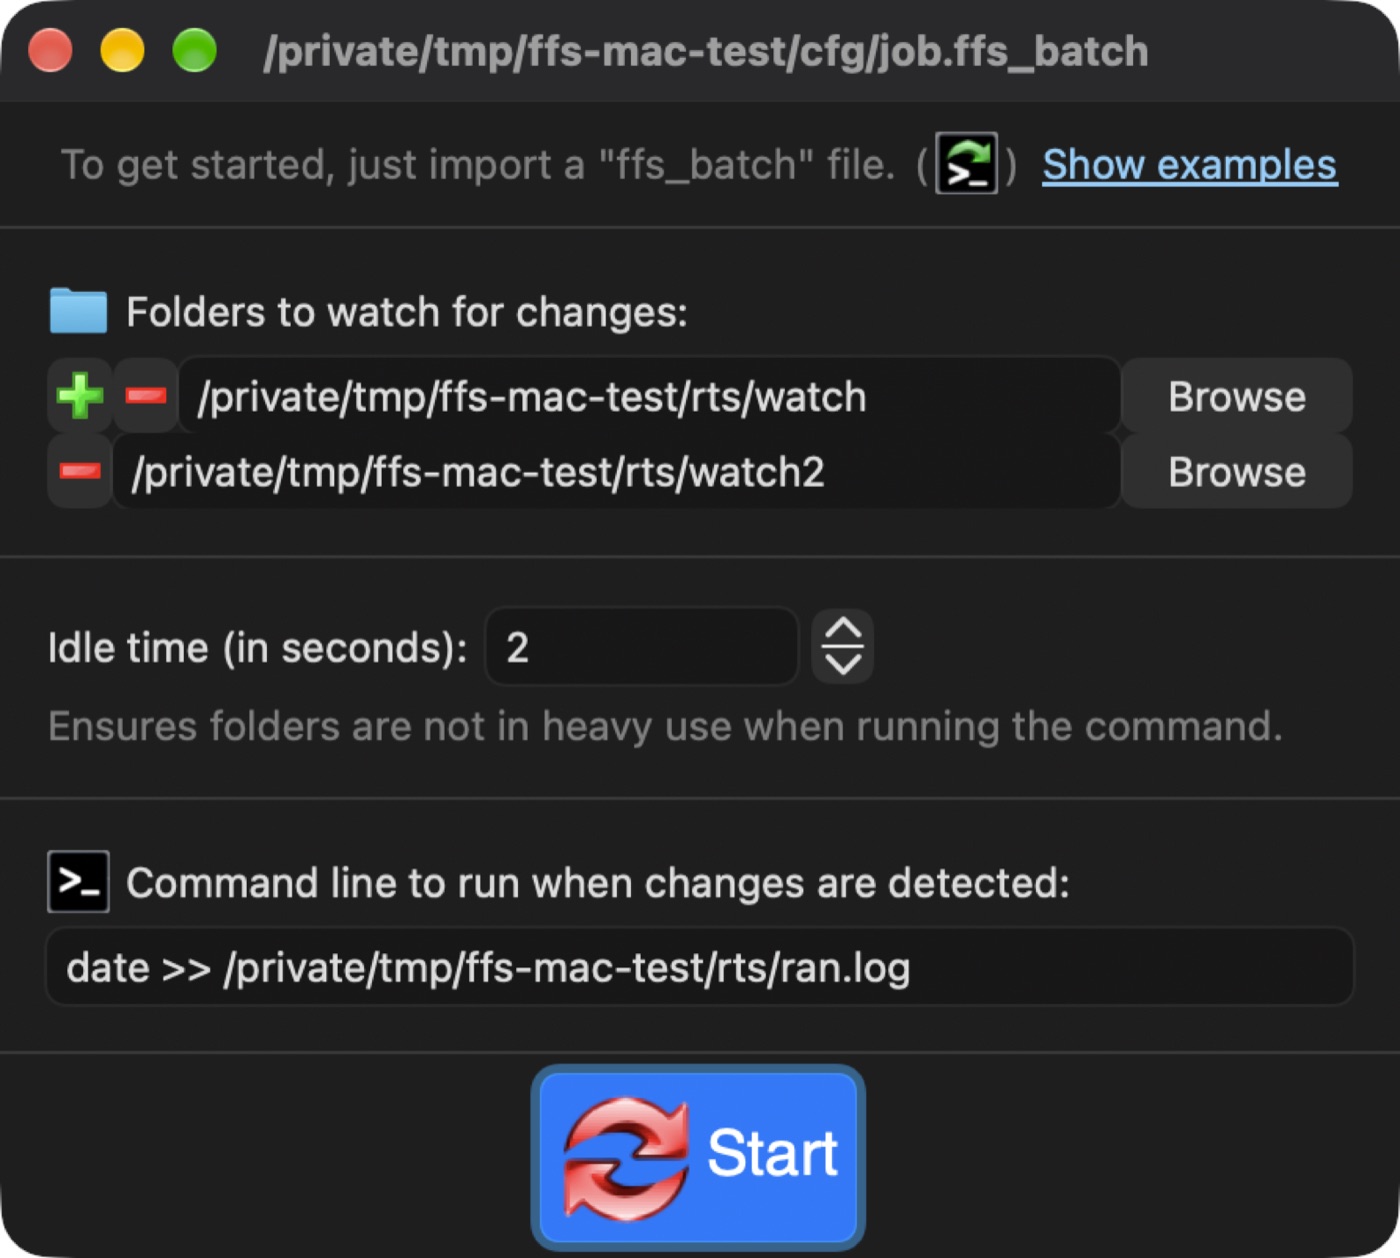 /private/tmp/ffs-mac-test/cfg/job.ffs_batch
To get started, just import a "ffs_batch" file. ( >_ ) Show examples
Folders to watch for changes:
/private/tmp/ffs-mac-test/rts/watch Browse
/private/tmp/ffs-mac-test/rts/watch2 Browse
Idle time (in seconds): 2
Ensures folders are not in heavy use when running the command.
>_ Command line to run when changes are detected:
date >> /private/tmp/ffs-mac-test/rts/ran.log
Start